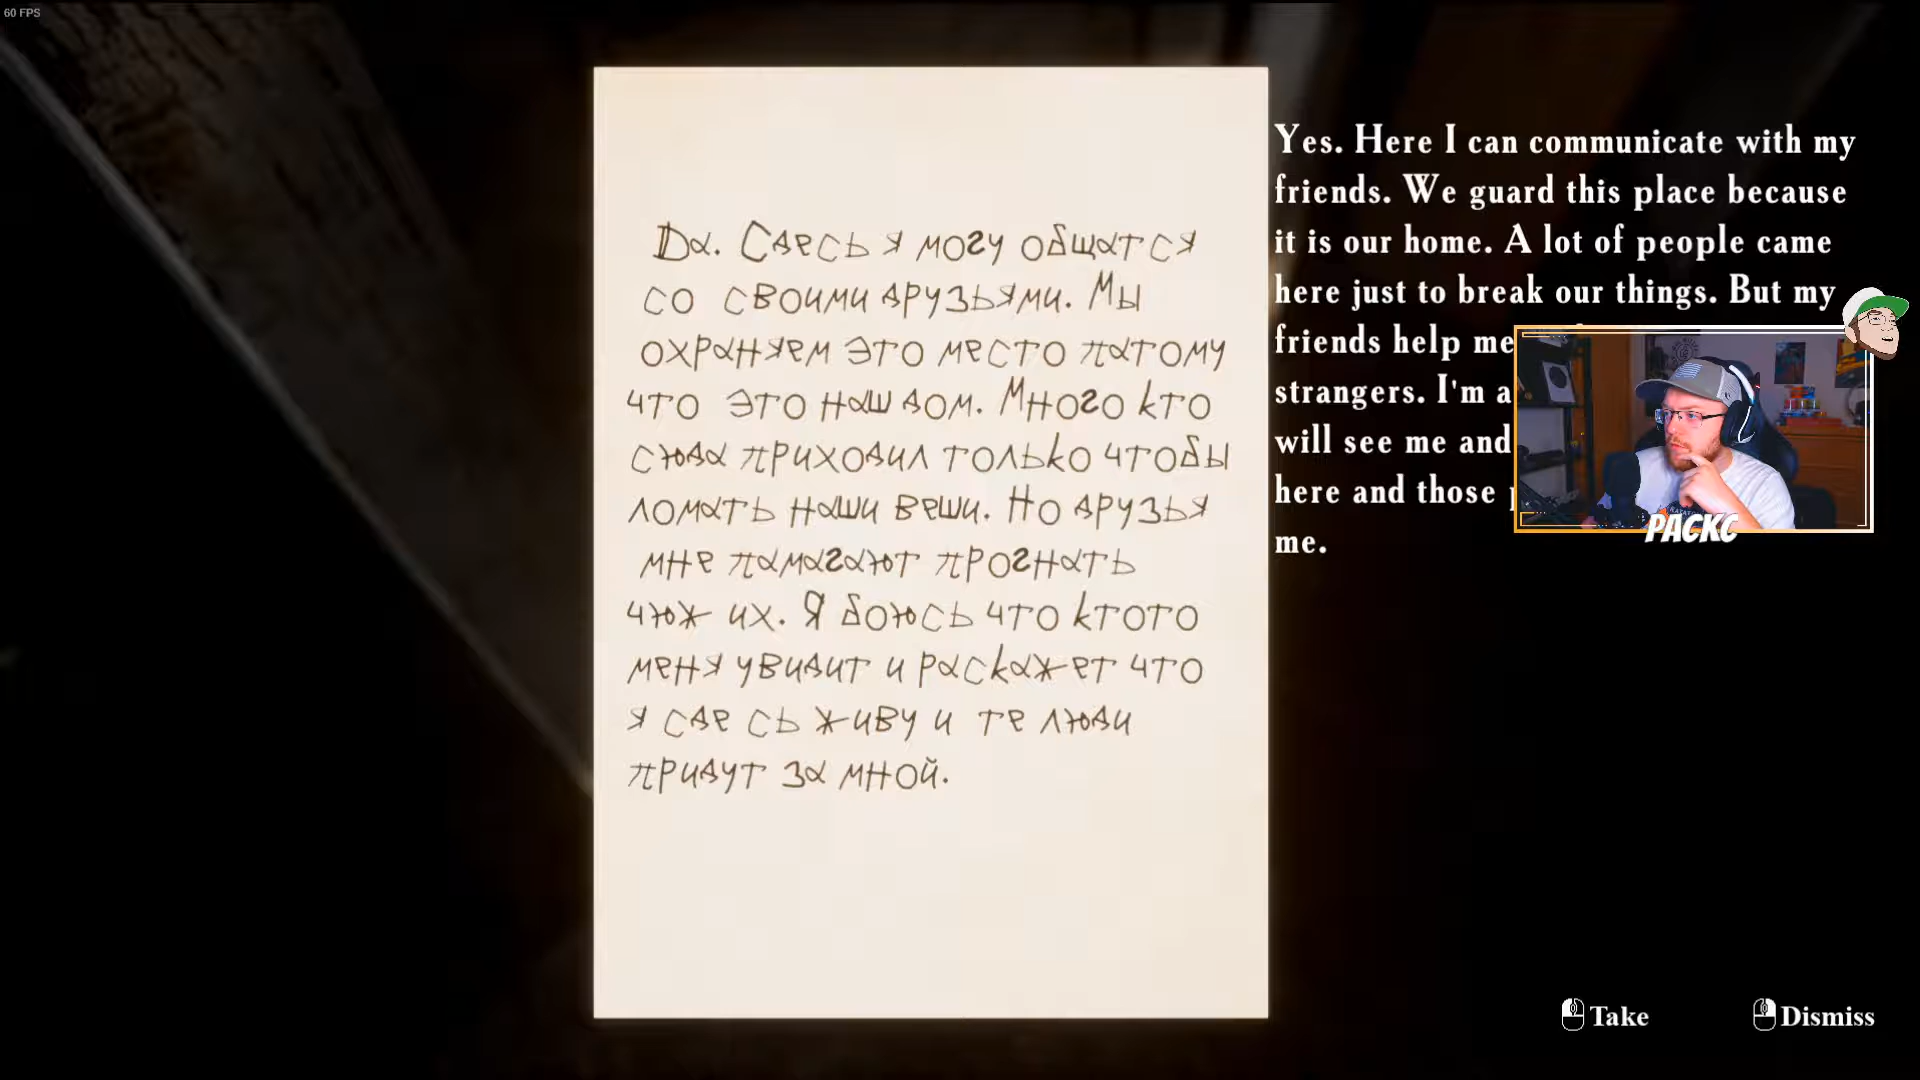 60 FPS
Да. Сдесь я могу общатся
со своими друзьями. Мы
охраняем это место патому
что это наш дом. Много кто
сюда приходил только чтобы
ломать наши веши. Но друзья
мне памагают прогнать
чюж их. Я боюсь что ктото
меня увидит и раскажет что
я сде сь живу и те люди
придут за мной.
Yes. Here I can communicate with my
friends. We guard this place because
it is our home. A lot of people came
here just to break our things. But my
friends help me
strangers. I'm a
will see me and
here and those
me.
PACKC
Take
Dismiss